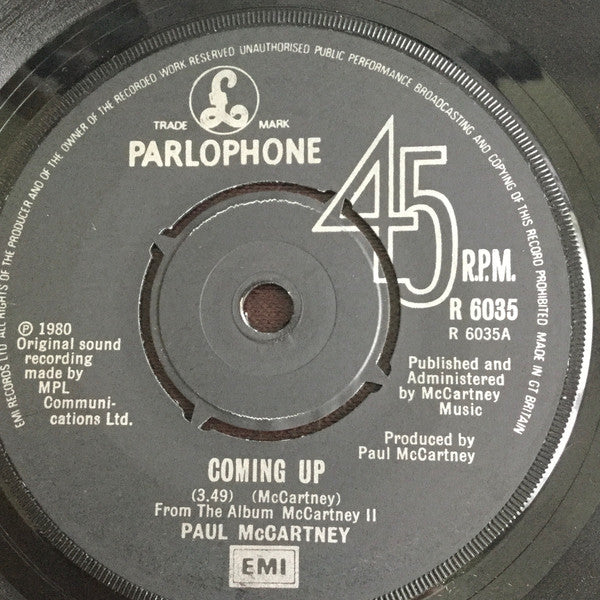 EMI RECORDS LTD ALL RIGHTS OF THE PRODUCER AND OF THE OWNER OF THE RECORDED WORK RESERVED UNAUTHORISED PUBLIC PERFORMANCE BROADCASTING AND COPYING OF THIS RECORD PROHIBITED MADE IN GT BRITAIN
£
TRADE MARK
PARLOPHONE
45 R.P.M.
R 6035
R 6035A
℗ 1980
Original sound
recording
made by
MPL
Communi-
cations Ltd.
Published and
Administered
by McCartney
Music
Produced by
Paul McCartney
COMING UP
(3.49) (McCartney)
From The Album McCartney II
PAUL McCARTNEY
EMI